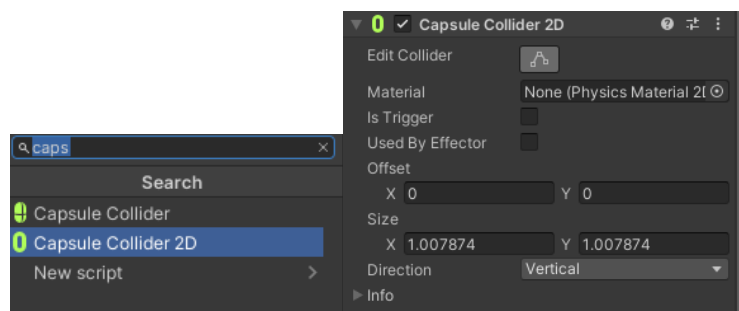 caps
Search
Capsule Collider
Capsule Collider 2D
New script
Capsule Collider 2D
Edit Collider
Material None (Physics Material 2D
Is Trigger
Used By Effector
Offset
X 0 Y 0
Size
X 1.007874 Y 1.007874
Direction Vertical
Info